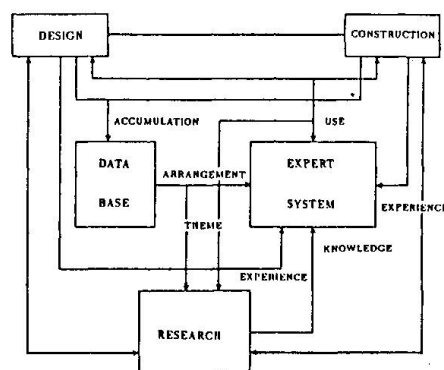 DESIGN
CONSTRUCTION
ACCUMULATION
USE
DATA
BASE
ARRANGEMENT
EXPERT
SYSTEM
THEME
EXPERIENCE
KNOWLEDGE
EXPERIENCE
RESEARCH